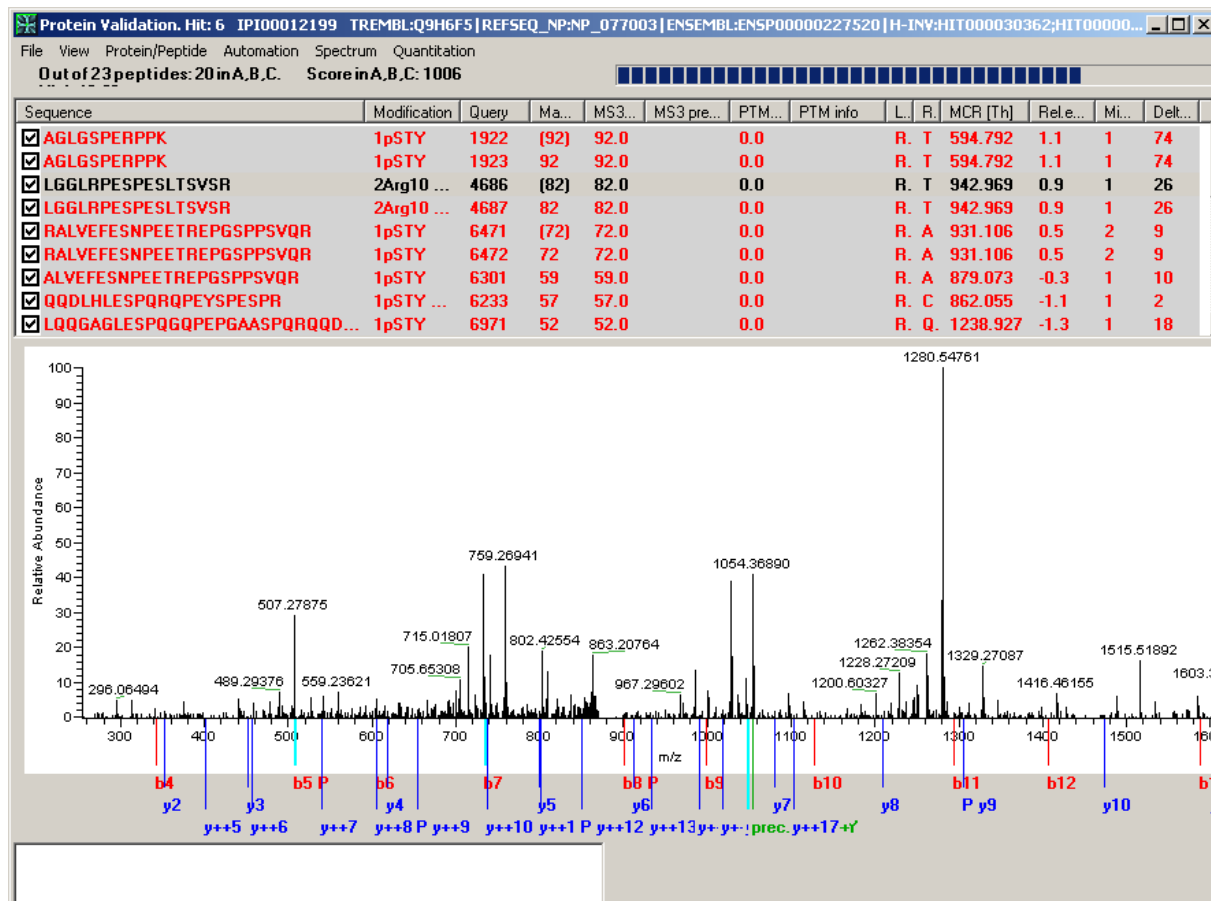 Protein Validation. Hit: 6 IPI00012199 TREMBL:Q9H6F5|REFSEQ_NP:NP_077003|ENSEMBL:ENSP00000227520|H-INV:HIT000030362;HIT00000...
File View Protein/Peptide Automation Spectrum Quantitation
Out of 23 peptides: 20 in A,B,C. Score in A,B,C: 1006
Sequence Modification Query Ma... MS3... MS3 pre... PTM... PTM info L.. R. MCR [Th] Rel.e... Mi... Delt...
AGLGSPERPPK 1pSTY 1922 (92) 92.0 0.0 R. T 594.792 1.1 1 74
AGLGSPERPPK 1pSTY 1923 92 92.0 0.0 R. T 594.792 1.1 1 74
LGGLRPESPESLTSVSR 2Arg10 ... 4686 (82) 82.0 0.0 R. T 942.969 0.9 1 26
LGGLRPESPESLTSVSR 2Arg10 ... 4687 82 82.0 0.0 R. T 942.969 0.9 1 26
RALVEFESNPEETREPGSPPSVQR 1pSTY 6471 (72) 72.0 0.0 R. A 931.106 0.5 2 9
RALVEFESNPEETREPGSPPSVQR 1pSTY 6472 72 72.0 0.0 R. A 931.106 0.5 2 9
ALVEFESNPEETREPGSPPSVQR 1pSTY 6301 59 59.0 0.0 R. A 879.073 -0.3 1 10
QQDLHLESPQRQPEYSPESPR 1pSTY ... 6233 57 57.0 0.0 R. C 862.055 -1.1 1 2
LQQGAGLESPQGQPEPGAASPQRQQD... 1pSTY 6971 52 52.0 0.0 R. Q. 1238.927 -1.3 1 18
1280.54761
100
90
80
70
60
50
40
30
20
10
0
Relative Abundance
759.26941 1054.36890
507.27875
715.01807 802.42554 863.20764 1262.38354
705.65308 1228.27209 1329.27087 1515.51892
489.29376 559.23621 967.29602 1200.60327 1416.46155 1603.3
296.06494
300 400 500 600 700 800 900 1000 1100 1200 1300 1400 1500
m/z
b4 b5 P b6 b7 b8 P b9 b10 b11 b12 b1
y2 y3 y4 y5 y6 y7 y8 P y9 y10
y++5 y++6 y++7 y++8 P y++9 y++10 y++1 P y++12 y++13 prec. y++17 +Y